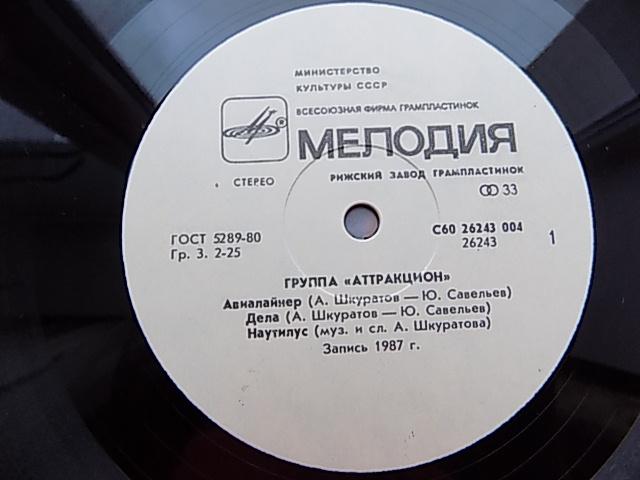 МИНИСТЕРСТВО
КУЛЬТУРЫ СССР
ВСЕСОЮЗНАЯ ФИРМА ГРАМПЛАСТИНОК
®
МЕЛОДИЯ
СТЕРЕО
РИЖСКИЙ ЗАВОД ГРАМПЛАСТИНОК
33
ГОСТ 5289-80
Гр. 3. 2-25
С60 26243 004
26243
1
ГРУППА «АТТРАКЦИОН»
Авиалайнер (А. Шкуратов — Ю. Савельев)
Дела (А. Шкуратов — Ю. Савельев)
Наутилус (муз. и сл. А. Шкуратова)
Запись 1987 г.